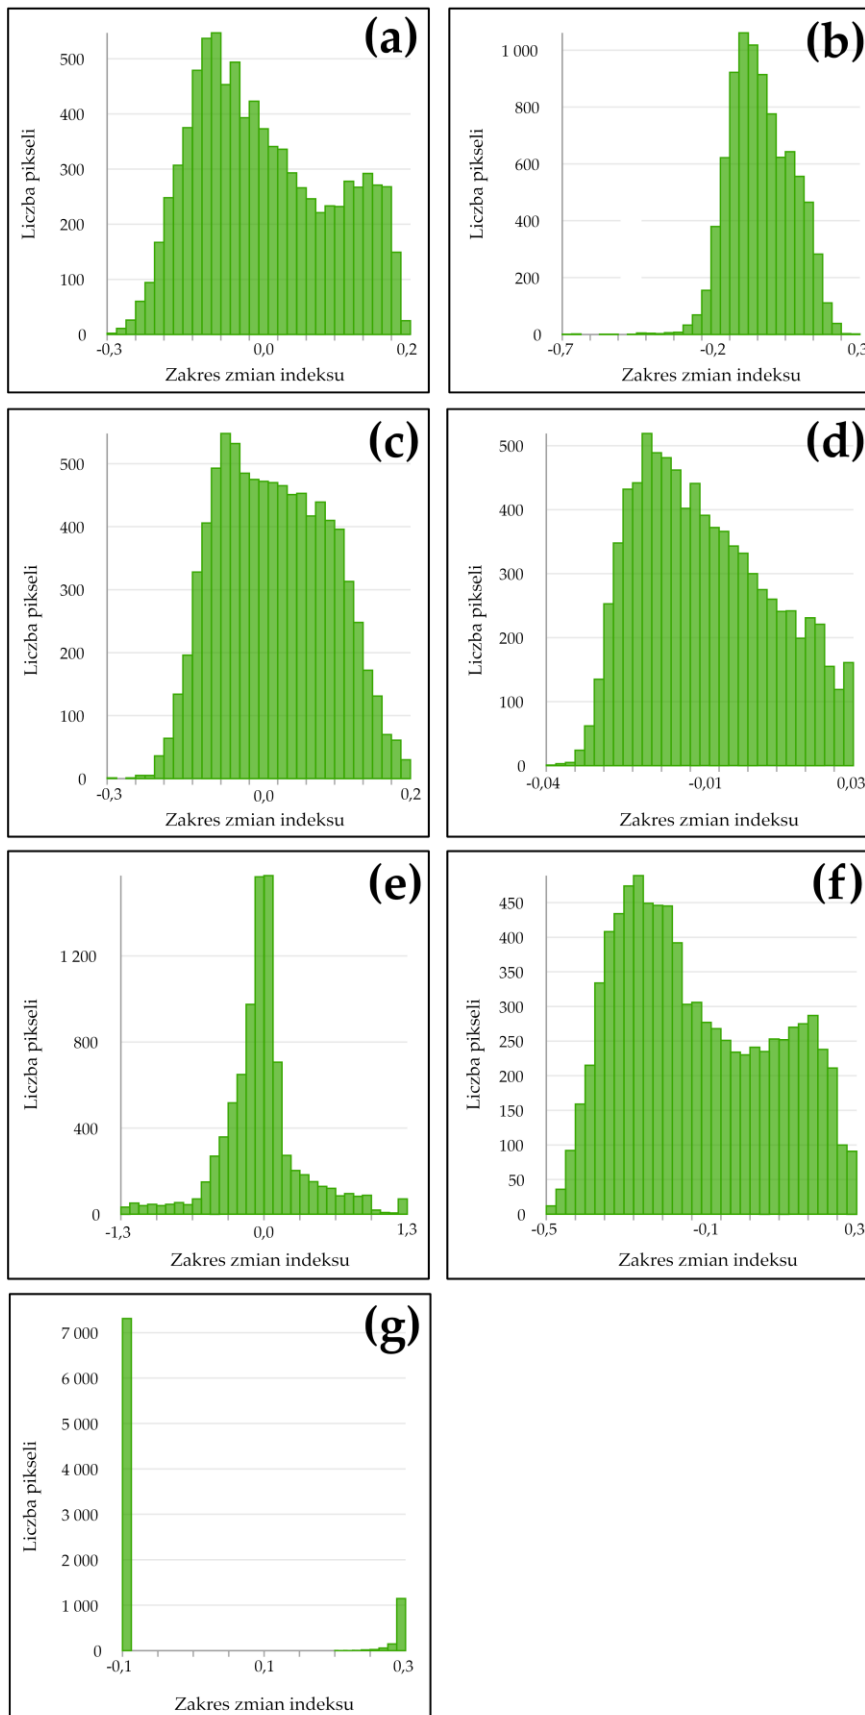 (a)
Liczba pikseli
500
400
300
200
100
0
-0,3 0,0 0,2
Zakres zmian indeksu
(b)
Liczba pikseli
1 000
800
600
400
200
0
-0,7 -0,2 0,3
Zakres zmian indeksu
(c)
Liczba pikseli
500
400
300
200
100
0
-0,3 0,0 0,2
Zakres zmian indeksu
(d)
Liczba pikseli
500
400
300
200
100
0
-0,04 -0,01 0,03
Zakres zmian indeksu
(e)
Liczba pikseli
1 200
800
400
0
-1,3 0,0 1,3
Zakres zmian indeksu
(f)
Liczba pikseli
450
400
350
300
250
200
150
100
50
0
-0,5 -0,1 0,3
Zakres zmian indeksu
(g)
Liczba pikseli
7 000
6 000
5 000
4 000
3 000
2 000
1 000
0
-0,1 0,1 0,3
Zakres zmian indeksu